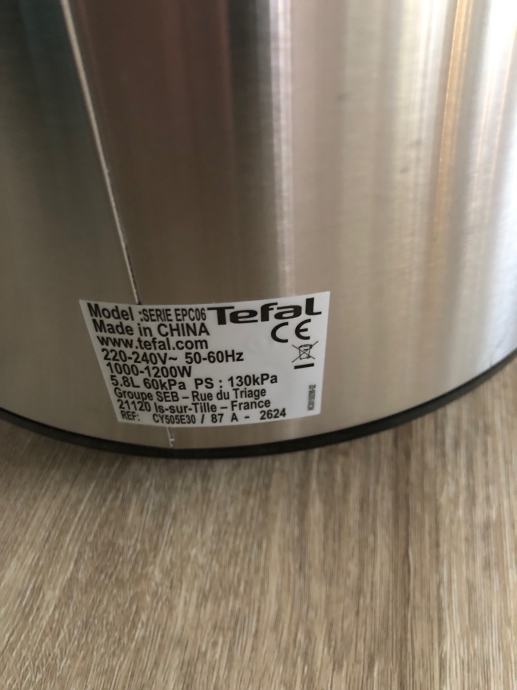 Model :SERIE EPC06 Tefal
Made in CHINA
www.tefal.com
220-240V~ 50-60Hz
1000-1200W
5.8L 60kPa PS : 130kPa
Groupe SEB – Rue du Triage
21120 Is-sur-Tille – France
REF: CY505E30 / 87 A - 2624
CE